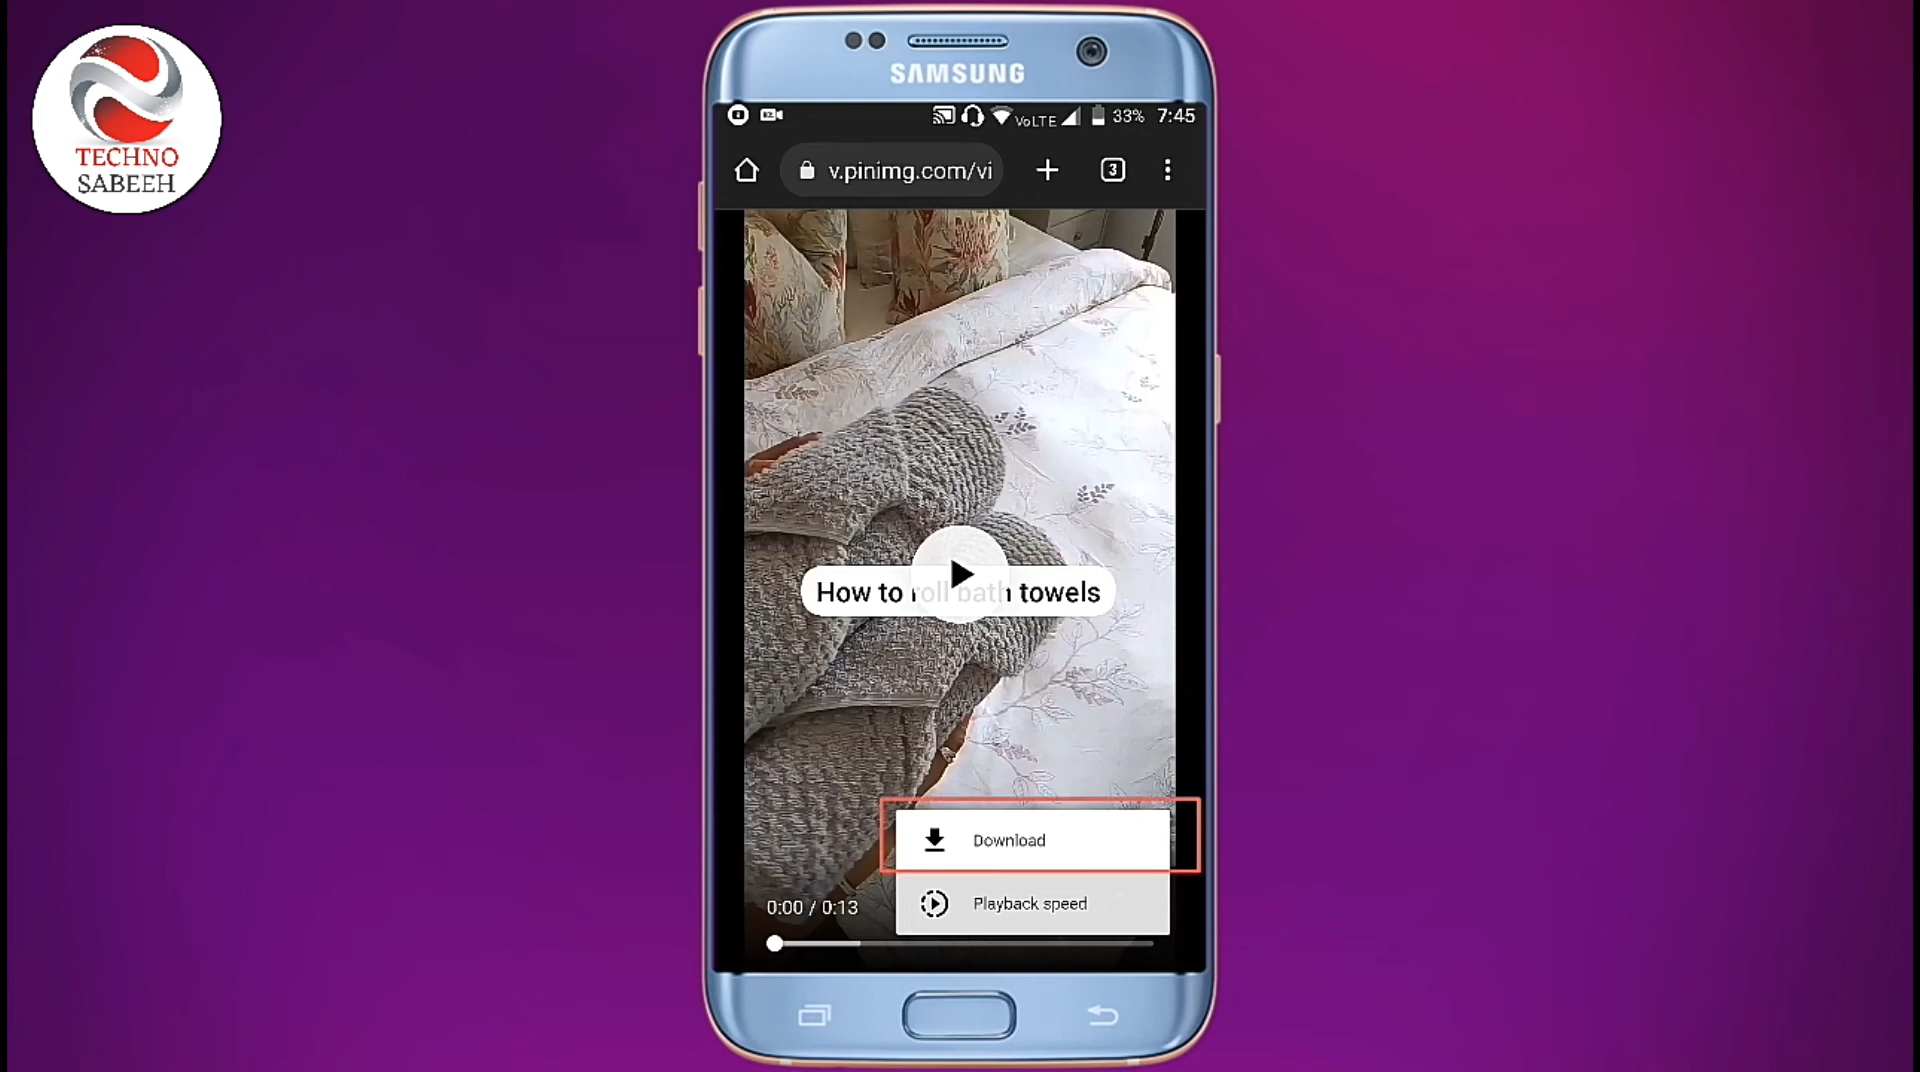 TECHNO
SABEEH
SAMSUNG
VoLTE 33% 7:45
v.pinimg.com/vi
3
How to roll bath towels
Download
0:00 / 0:13
Playback speed